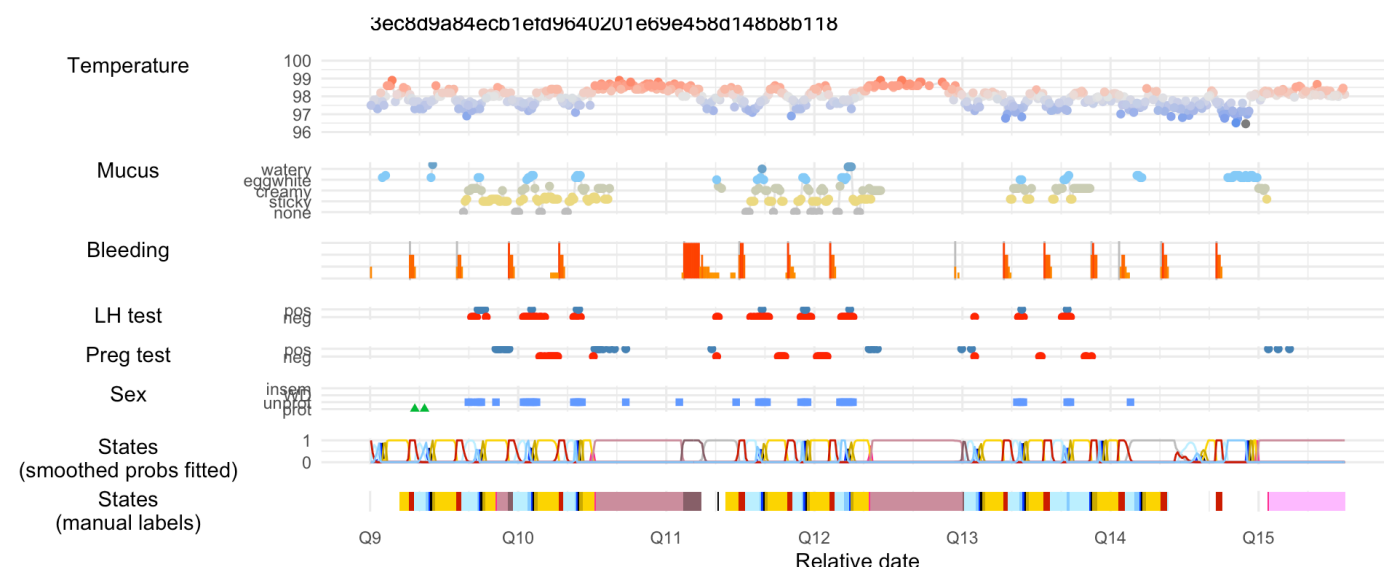 3ec8d9a84ecb1efd9640201e69e458d148b8b118
Temperature
100
99
98
97
96
Mucus
watery
eggwhite
creamy
sticky
none
Bleeding
LH test
pos
neg
Preg test
pos
neg
Sex
insem
WD
unprot
prot
States
(smoothed probs fitted)
1
0
States
(manual labels)
Q9 Q10 Q11 Q12 Q13 Q14 Q15
Relative date